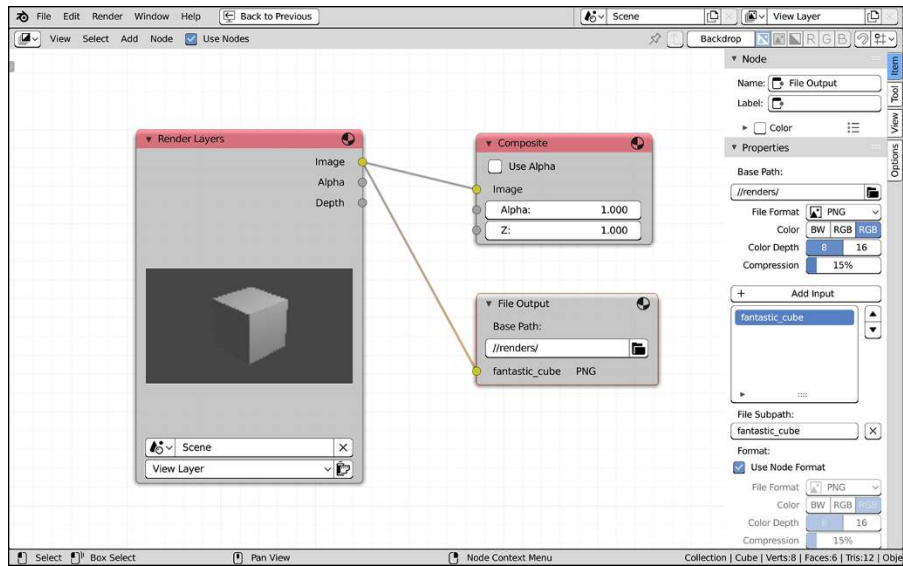 File Edit Render Window Help Back to Previous Scene View Layer
View Select Add Node Use Nodes Backdrop R G B
Node
Name: File Output
Label:
Color
Properties
Base Path:
//renders/
File Format PNG
Color BW RGB RGB
Color Depth 8 16
Compression 15%
+ Add Input
fantastic_cube
File Subpath:
fantastic_cube
Format:
Use Node Format
File Format PNG
Color BW RGB RGB
Color Depth 8 16
Compression 15%
Item
Tool
View
Options
Render Layers
Image
Alpha
Depth
Scene
View Layer
Composite
Use Alpha
Image
Alpha: 1.000
Z: 1.000
File Output
Base Path:
//renders/
fantastic_cube PNG
Select Box Select Pan View Node Context Menu Collection | Cube | Verts:8 | Faces:6 | Tris:12 | Obje